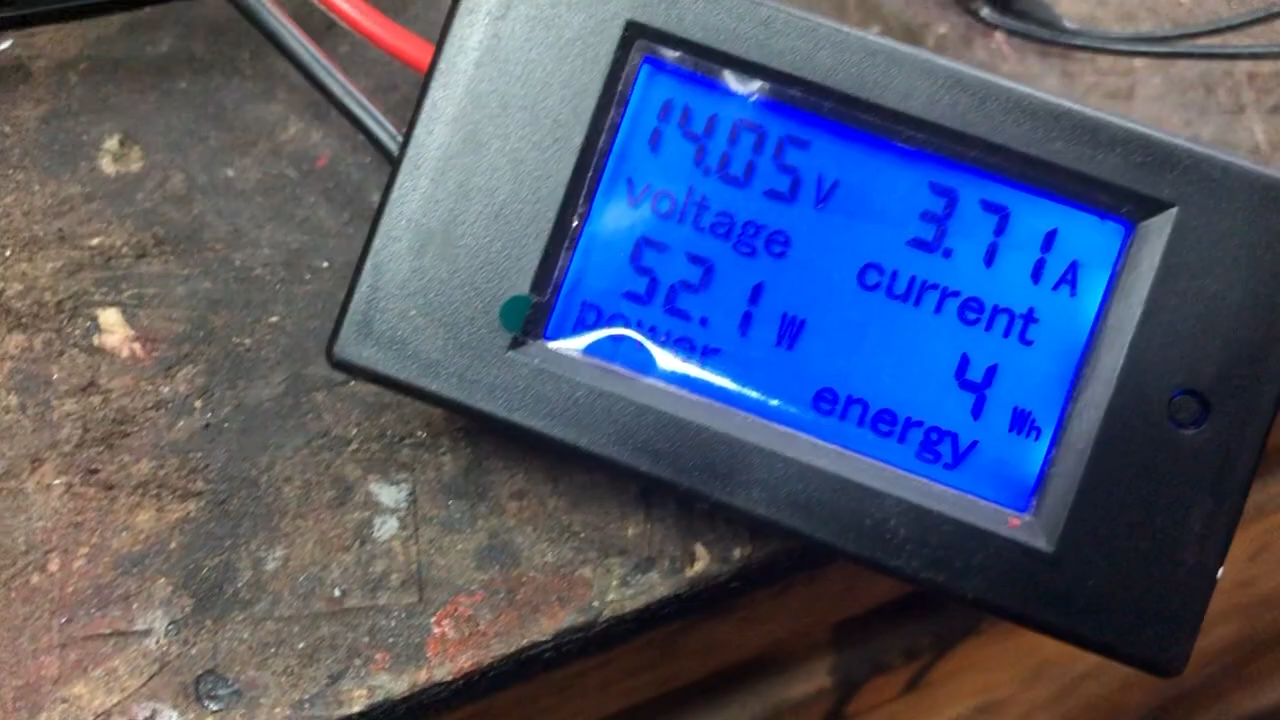 14.05 V 3.71 A
voltage current
52.1 W 4 Wh
power energy